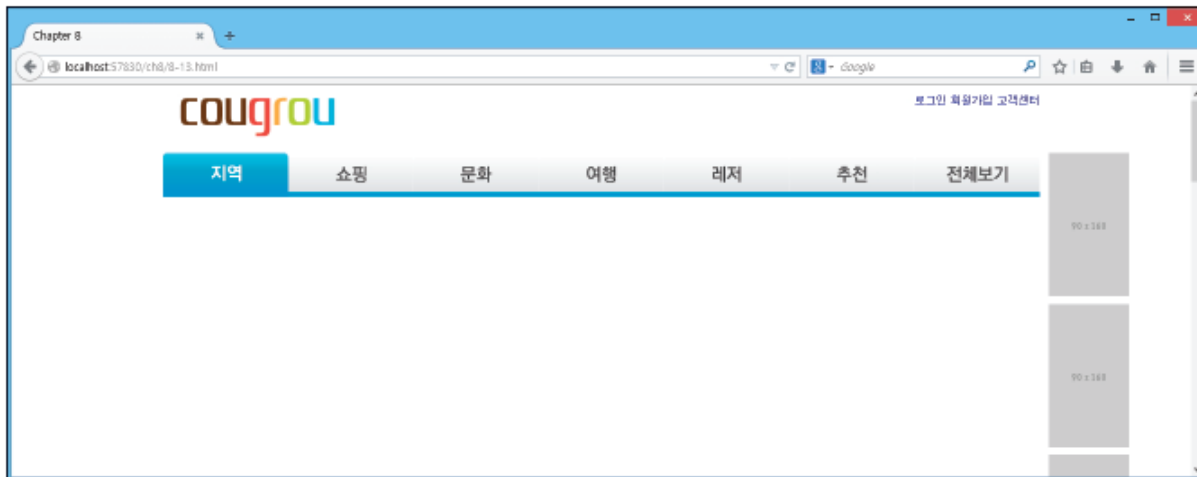 Chapter 8
localhost:57830/ch8/8-13.html
Google
cougrou
로그인 회원가입 고객센터
지역 쇼핑 문화 여행 레저 추천 전체보기
90 x 160
90 x 160